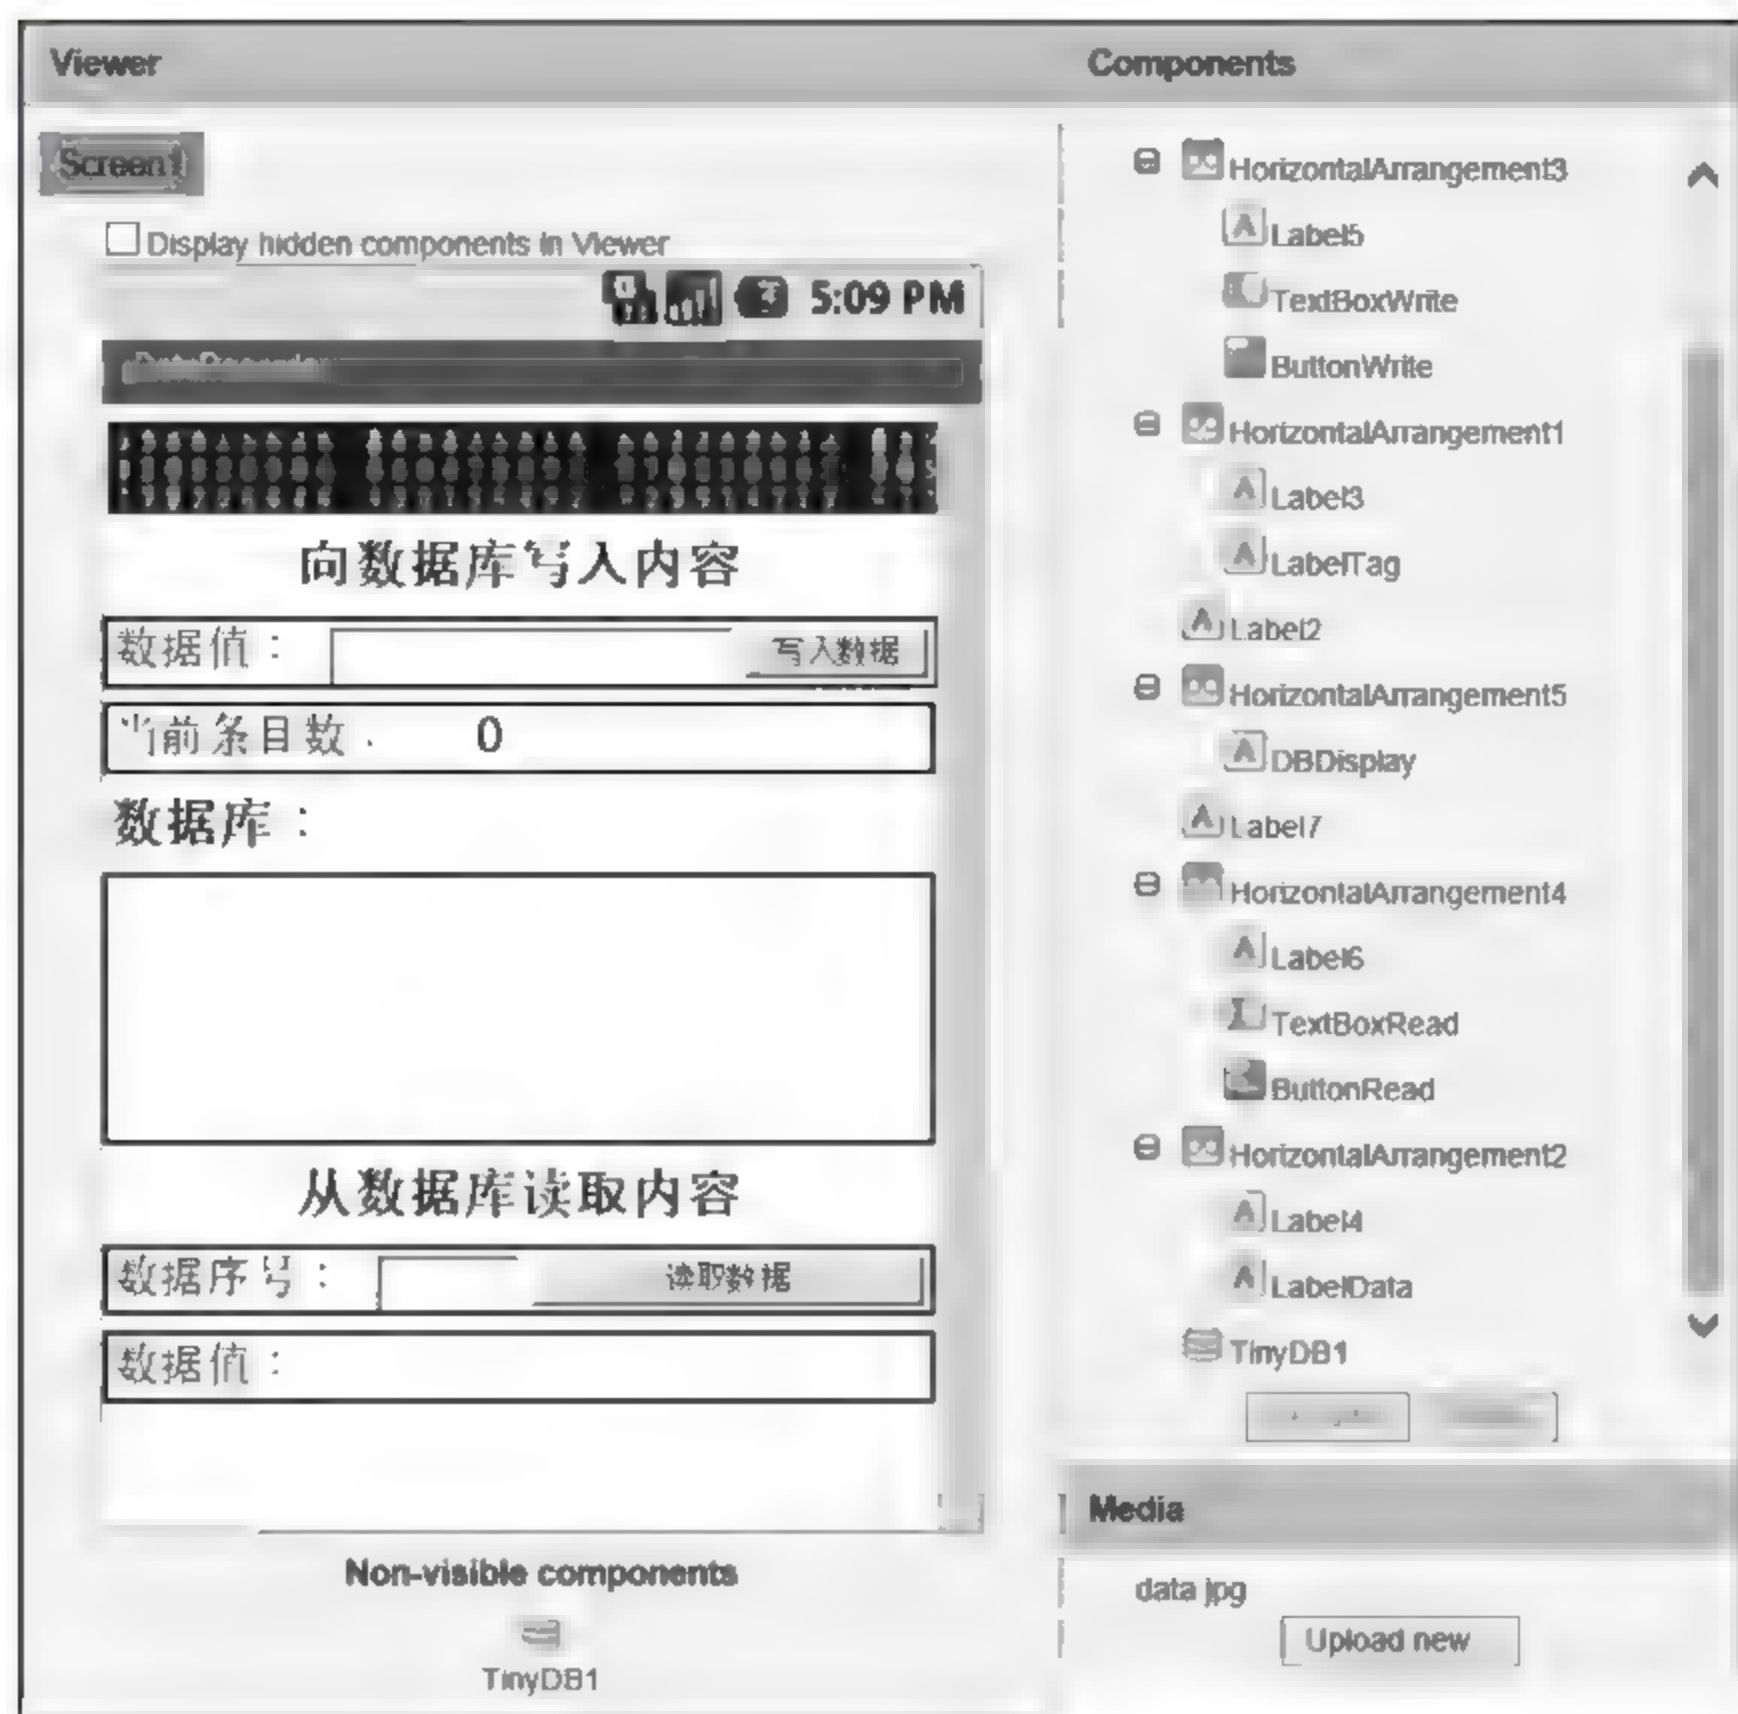 Viewer
Screen1
Display hidden components in Viewer
5:09 PM
向数据库写入内容
数据值：
写入数据
当前条目数：
0
数据库：
从数据库读取内容
数据序号：
读取数据
数据值：
Non-visible components
TinyDB1
Components
HorizontalArrangement3
Label5
TextBoxWrite
ButtonWrite
HorizontalArrangement1
Label3
LabelTag
Label2
HorizontalArrangement5
DBDisplay
Label7
HorizontalArrangement4
Label6
TextBoxRead
ButtonRead
HorizontalArrangement2
Label4
LabelData
TinyDB1
Media
data jpg
Upload new